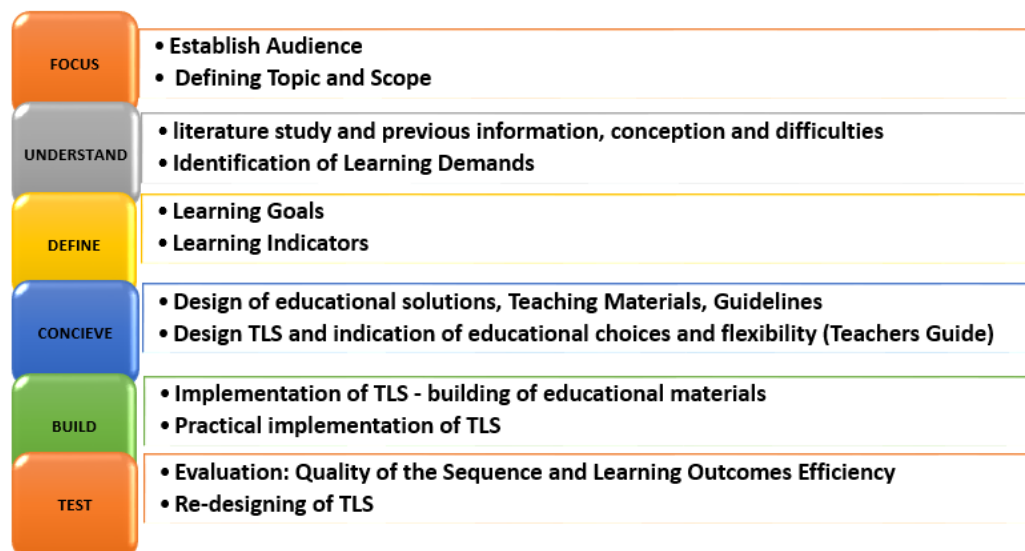 FOCUS
• Establish Audience
• Defining Topic and Scope
UNDERSTAND
• literature study and previous information, conception and difficulties
• Identification of Learning Demands
DEFINE
• Learning Goals
• Learning Indicators
CONCIEVE
• Design of educational solutions, Teaching Materials, Guidelines
• Design TLS and indication of educational choices and flexibility (Teachers Guide)
BUILD
• Implementation of TLS - building of educational materials
• Practical implementation of TLS
TEST
• Evaluation: Quality of the Sequence and Learning Outcomes Efficiency
• Re-designing of TLS